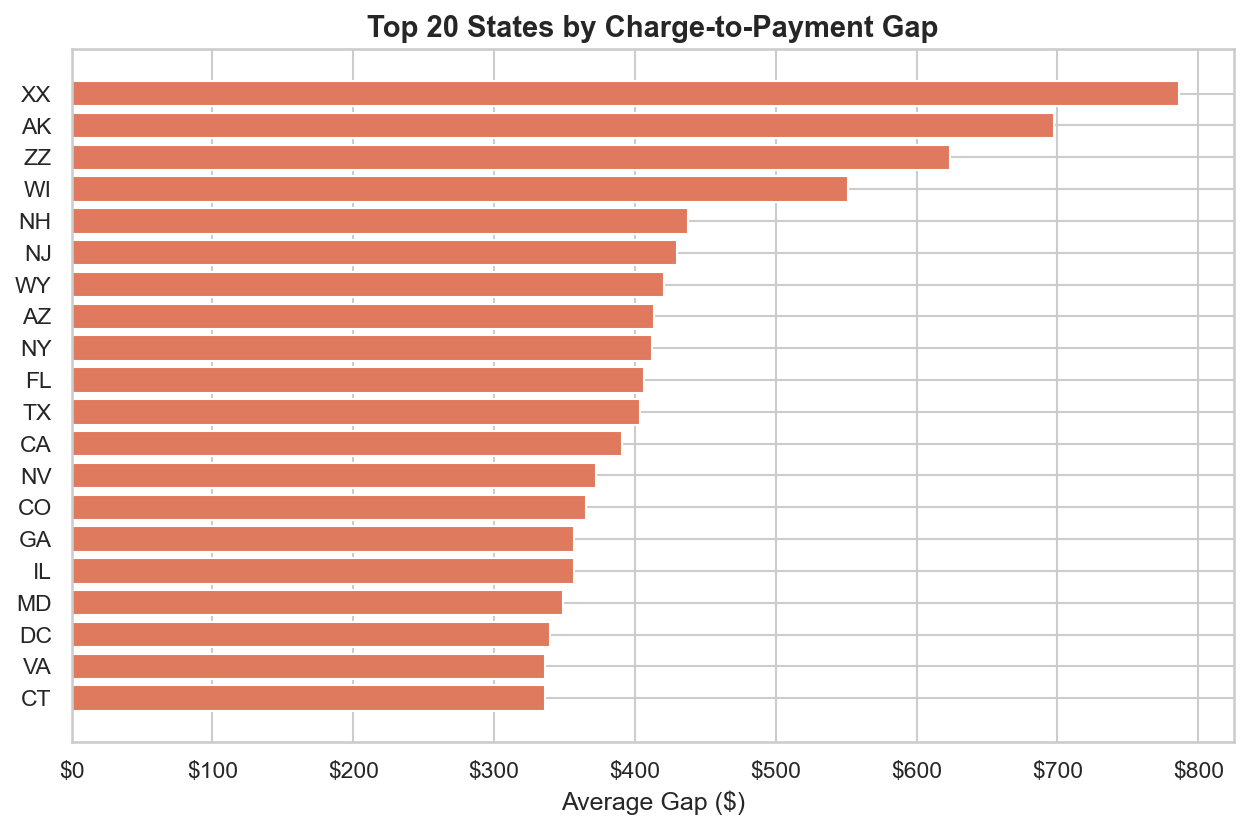 Top 20 States by Charge-to-Payment Gap
XX
AK
ZZ
WI
NH
NJ
WY
AZ
NY
FL
TX
CA
NV
CO
GA
IL
MD
DC
VA
CT
$0 $100 $200 $300 $400 $500 $600 $700 $800
Average Gap ($)